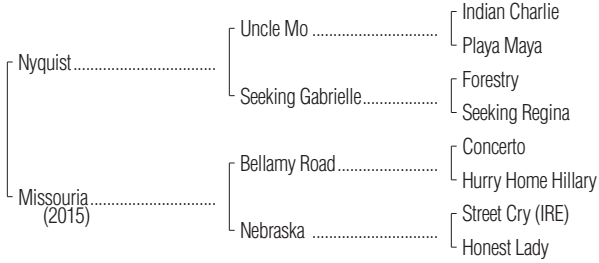 Indian Charlie
Uncle Mo
Playa Maya
Nyquist
Forestry
Seeking Gabrielle
Seeking Regina
Concerto
Bellamy Road
Hurry Home Hillary
Missouria
(2015)
Street Cry (IRE)
Nebraska
Honest Lady